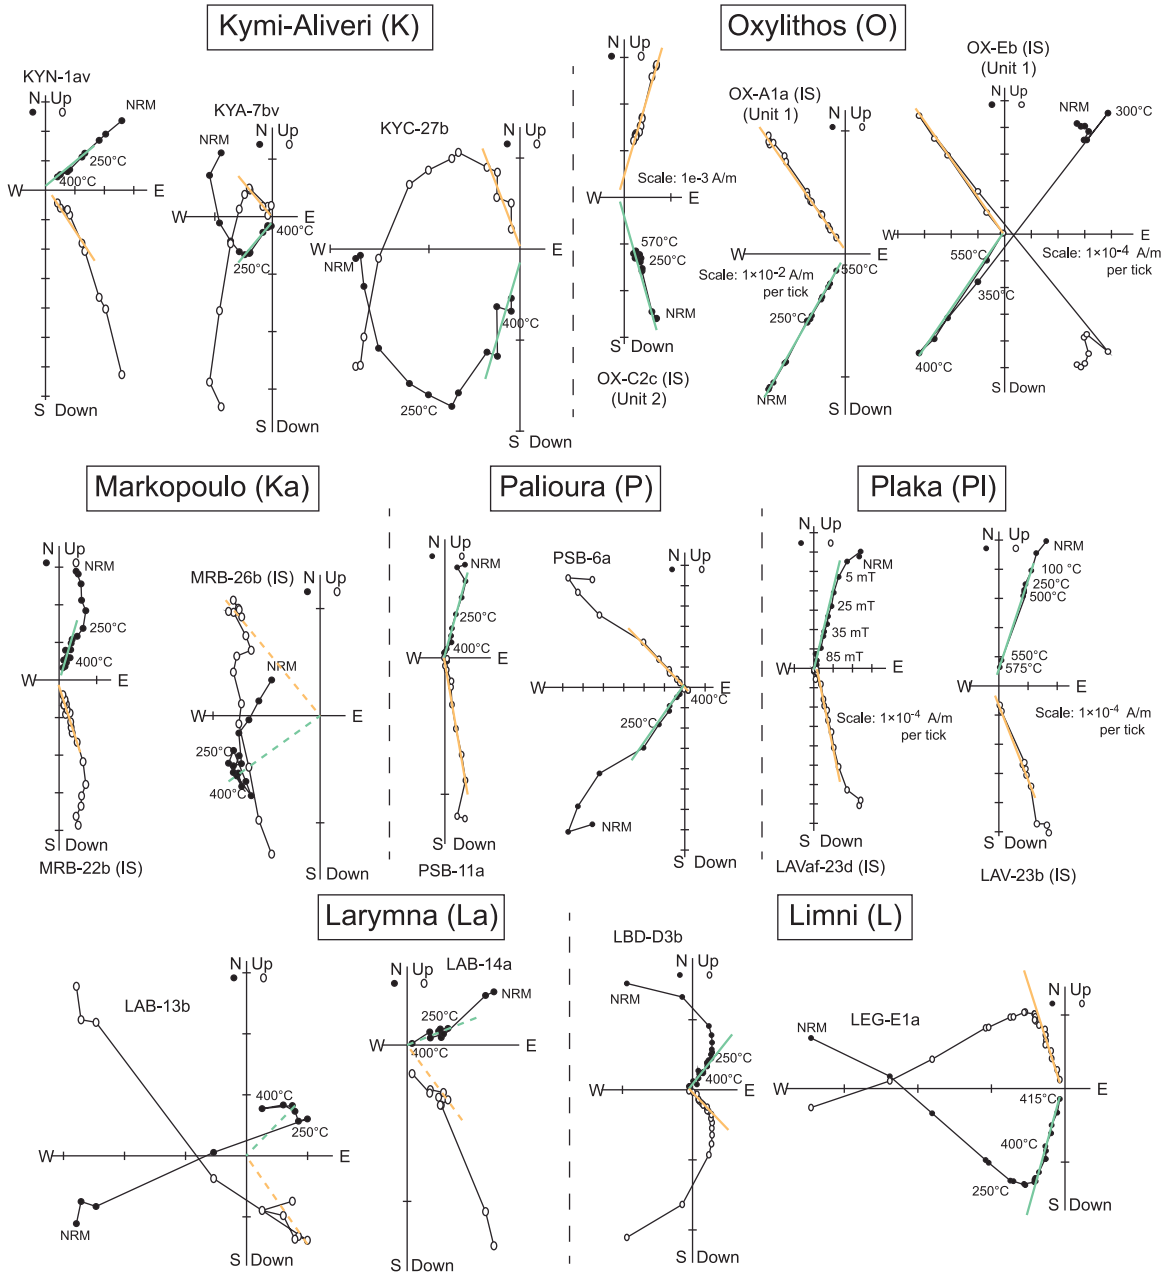 Kymi-Aliveri (K)
Oxylithos (O)
KYN-1av
N Up
NRM
250°C
400°C
W E
S Down
KYA-7bv
N Up
NRM
W E
400°C
250°C
S Down
KYC-27b
N Up
W E
NRM
400°C
250°C
S Down
N Up
Scale: 1e-3 A/m
W E
570°C
250°C
NRM
S Down
OX-C2c (IS)
(Unit 2)
OX-A1a (IS)
(Unit 1)
N Up
W E
Scale: 1×10-2 A/m
per tick
550°C
250°C
NRM
S Down
OX-Eb (IS)
(Unit 1)
N Up
NRM
300°C
W E
550°C
Scale: 1×10-4 A/m
per tick
350°C
400°C
S Down
Markopoulo (Ka)
Palioura (P)
Plaka (Pl)
N Up
NRM
250°C
400°C
W E
S Down
MRB-22b (IS)
MRB-26b (IS)
N Up
NRM
W E
250°C
400°C
S Down
N Up
NRM
250°C
400°C
W E
S Down
PSB-11a
PSB-6a
N Up
W E
400°C
250°C
NRM
S Down
N Up
NRM
5 mT
25 mT
35 mT
85 mT
W E
Scale: 1×10-4 A/m
per tick
S Down
LAVaf-23d (IS)
N Up
NRM
100 °C
250°C
500°C
550°C
575°C
W E
Scale: 1×10-4 A/m
per tick
S Down
LAV-23b (IS)
Larymna (La)
Limni (L)
LAB-13b
N Up
400°C
250°C
W E
NRM
S Down
LAB-14a
N Up
NRM
250°C
400°C
W E
S Down
LBD-D3b
N Up
NRM
250°C
400°C
W E
S Down
LEG-E1a
N Up
NRM
W E
415°C
400°C
250°C
S Down